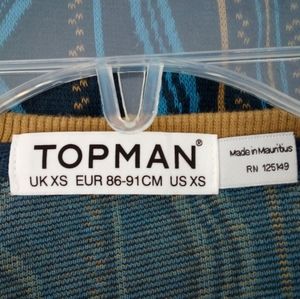 TOPMAN®
UK XS EUR 86-91CM US XS
Made in Mauritius
RN 125149